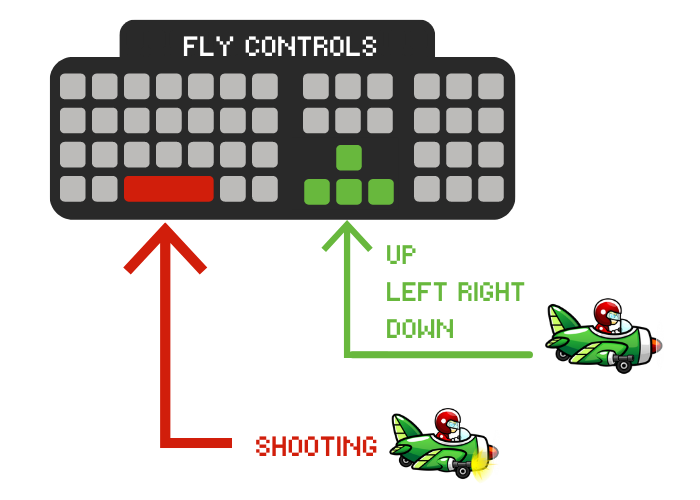 FLY CONTROLS
UP
LEFT RIGHT
DOWN
SHOOTING